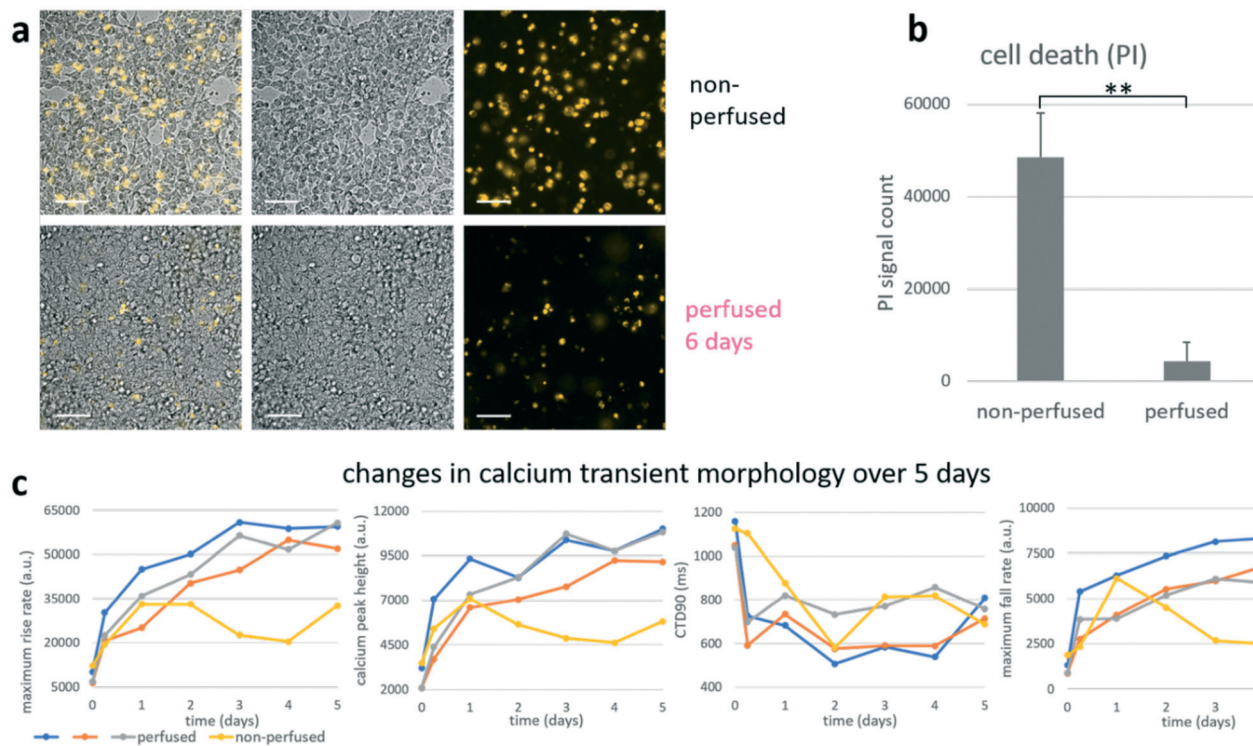 a
non-
perfused
perfused
6 days
b
cell death (PI)
**
60000
40000
20000
0
PI signal count
non-perfused
perfused
c
changes in calcium transient morphology over 5 days
maximum rise rate (a.u.)
65000
50000
35000
20000
5000
0 1 2 3 4 5
time (days)
calcium peak height (a.u.)
12000
9500
7000
4500
2000
0 1 2 3 4 5
time (days)
CTD90 (ms)
1200
1000
800
600
400
0 1 2 3 4 5
time (days)
maximum fall rate (a.u.)
10000
7500
5000
2500
0
0 1 2 3
time (days)
perfused
non-perfused